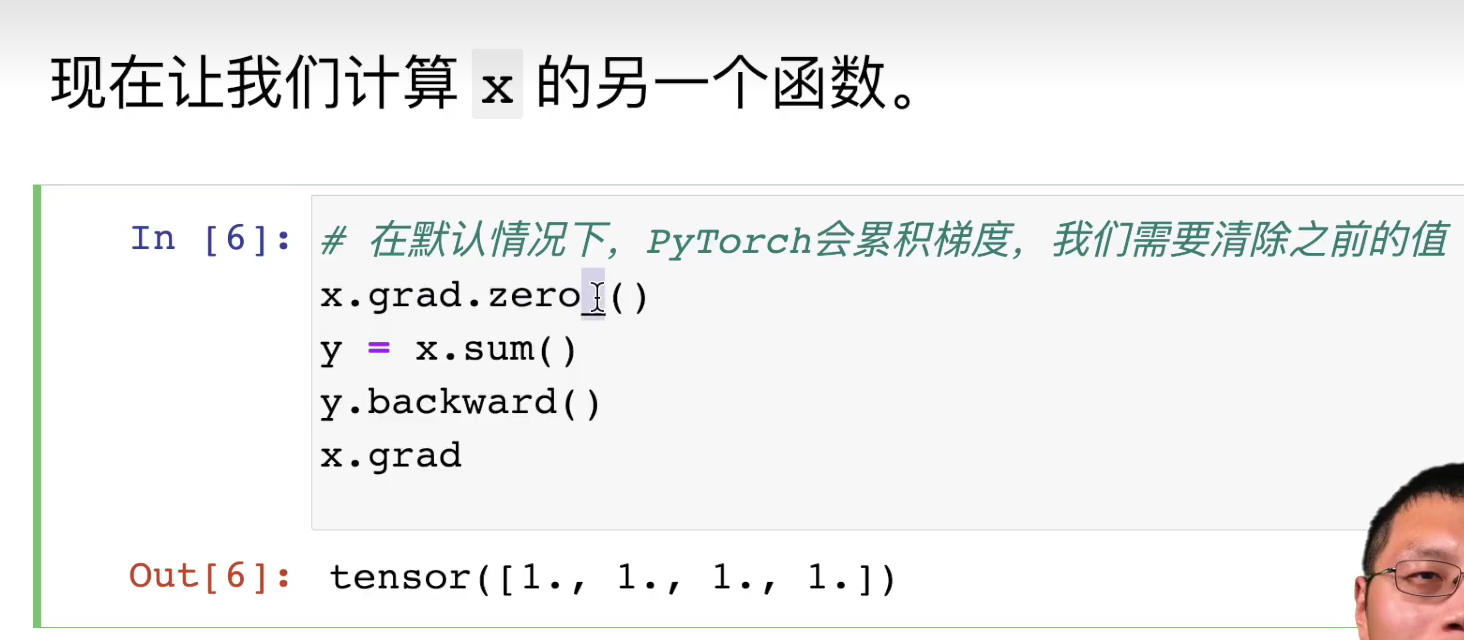 现在让我们计算 x 的另一个函数。
In [6]: # 在默认情况下，PyTorch会累积梯度，我们需要清除之前的值
x.grad.zero_()
y = x.sum()
y.backward()
x.grad
Out[6]: tensor([1., 1., 1., 1.])